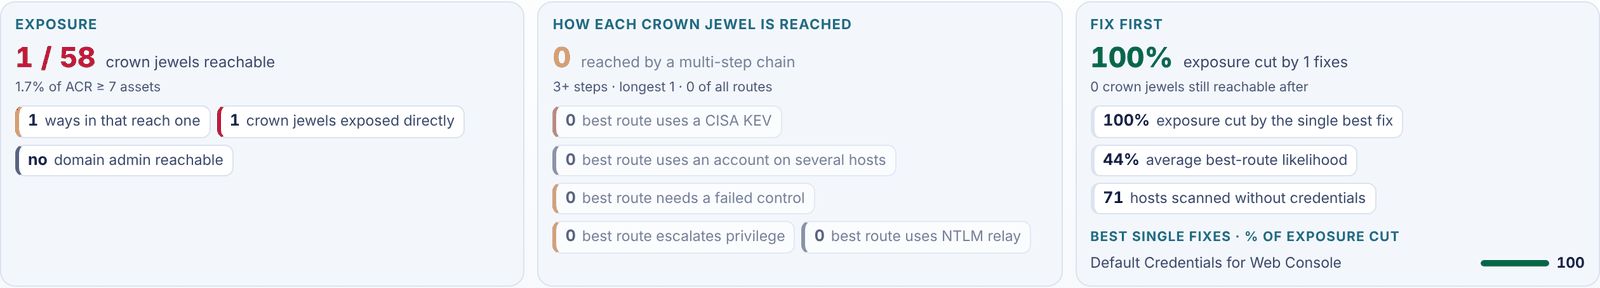 EXPOSURE
1 / 58 crown jewels reachable
1.7% of ACR ≥ 7 assets
1 ways in that reach one
1 crown jewels exposed directly
no domain admin reachable
HOW EACH CROWN JEWEL IS REACHED
0 reached by a multi-step chain
3+ steps · longest 1 · 0 of all routes
0 best route uses a CISA KEV
0 best route uses an account on several hosts
0 best route needs a failed control
0 best route escalates privilege
0 best route uses NTLM relay
FIX FIRST
100% exposure cut by 1 fixes
0 crown jewels still reachable after
100% exposure cut by the single best fix
44% average best-route likelihood
71 hosts scanned without credentials
BEST SINGLE FIXES · % OF EXPOSURE CUT
Default Credentials for Web Console 100